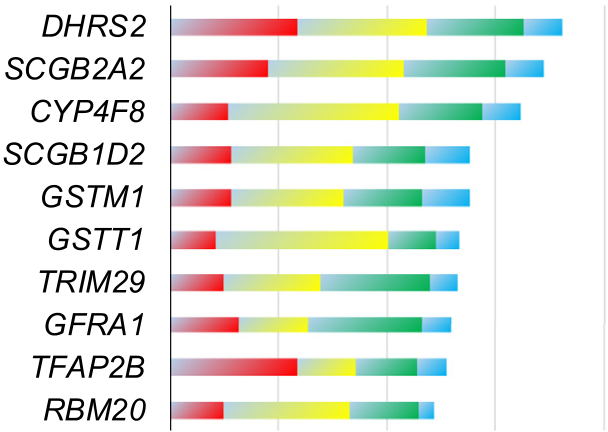 DHRS2
SCGB2A2
CYP4F8
SCGB1D2
GSTM1
GSTT1
TRIM29
GFRA1
TFAP2B
RBM20